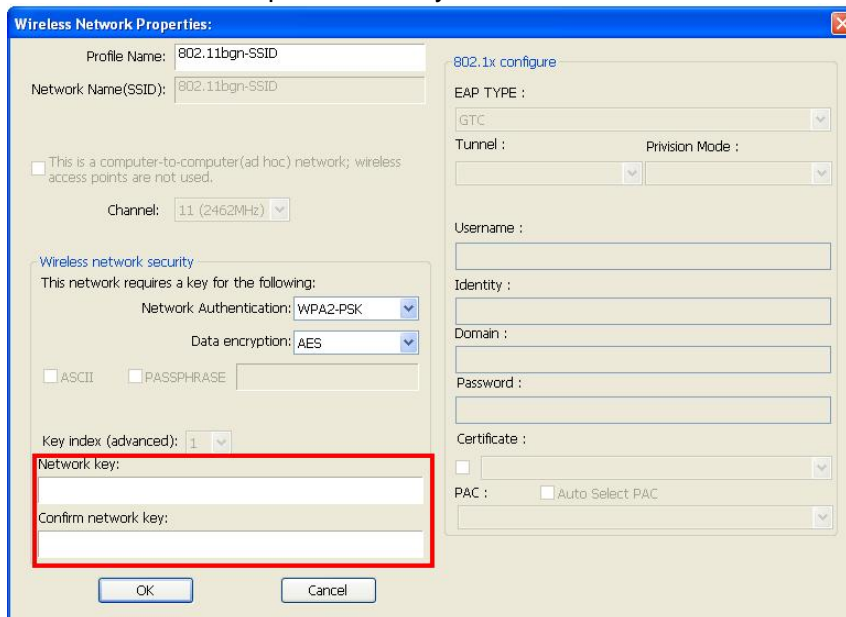 Wireless Network Properties:
Profile Name: 802.11bgn-SSID
Network Name(SSID): 802.11bgn-SSID
This is a computer-to-computer(ad hoc) network; wireless
access points are not used.
Channel: 11 (2462MHz)
Wireless network security
This network requires a key for the following:
Network Authentication: WPA2-PSK
Data encryption: AES
ASCII PASSPHRASE
Key index (advanced): 1
Network key:
Confirm network key:
OK Cancel
802.1x configure
EAP TYPE :
GTC
Tunnel : Privision Mode :
Username :
Identity :
Domain :
Password :
Certificate :
PAC : Auto Select PAC